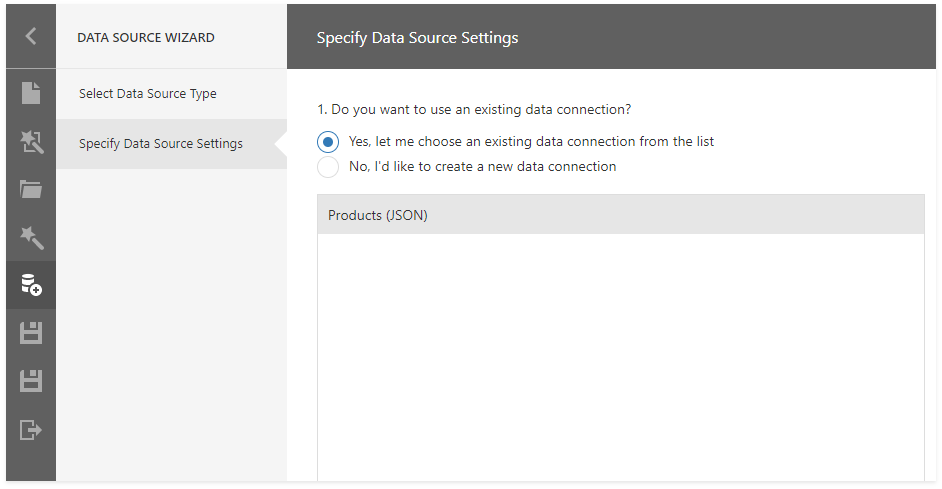 DATA SOURCE WIZARD
Specify Data Source Settings
Select Data Source Type
Specify Data Source Settings
1. Do you want to use an existing data connection?
Yes, let me choose an existing data connection from the list
No, I'd like to create a new data connection
Products (JSON)